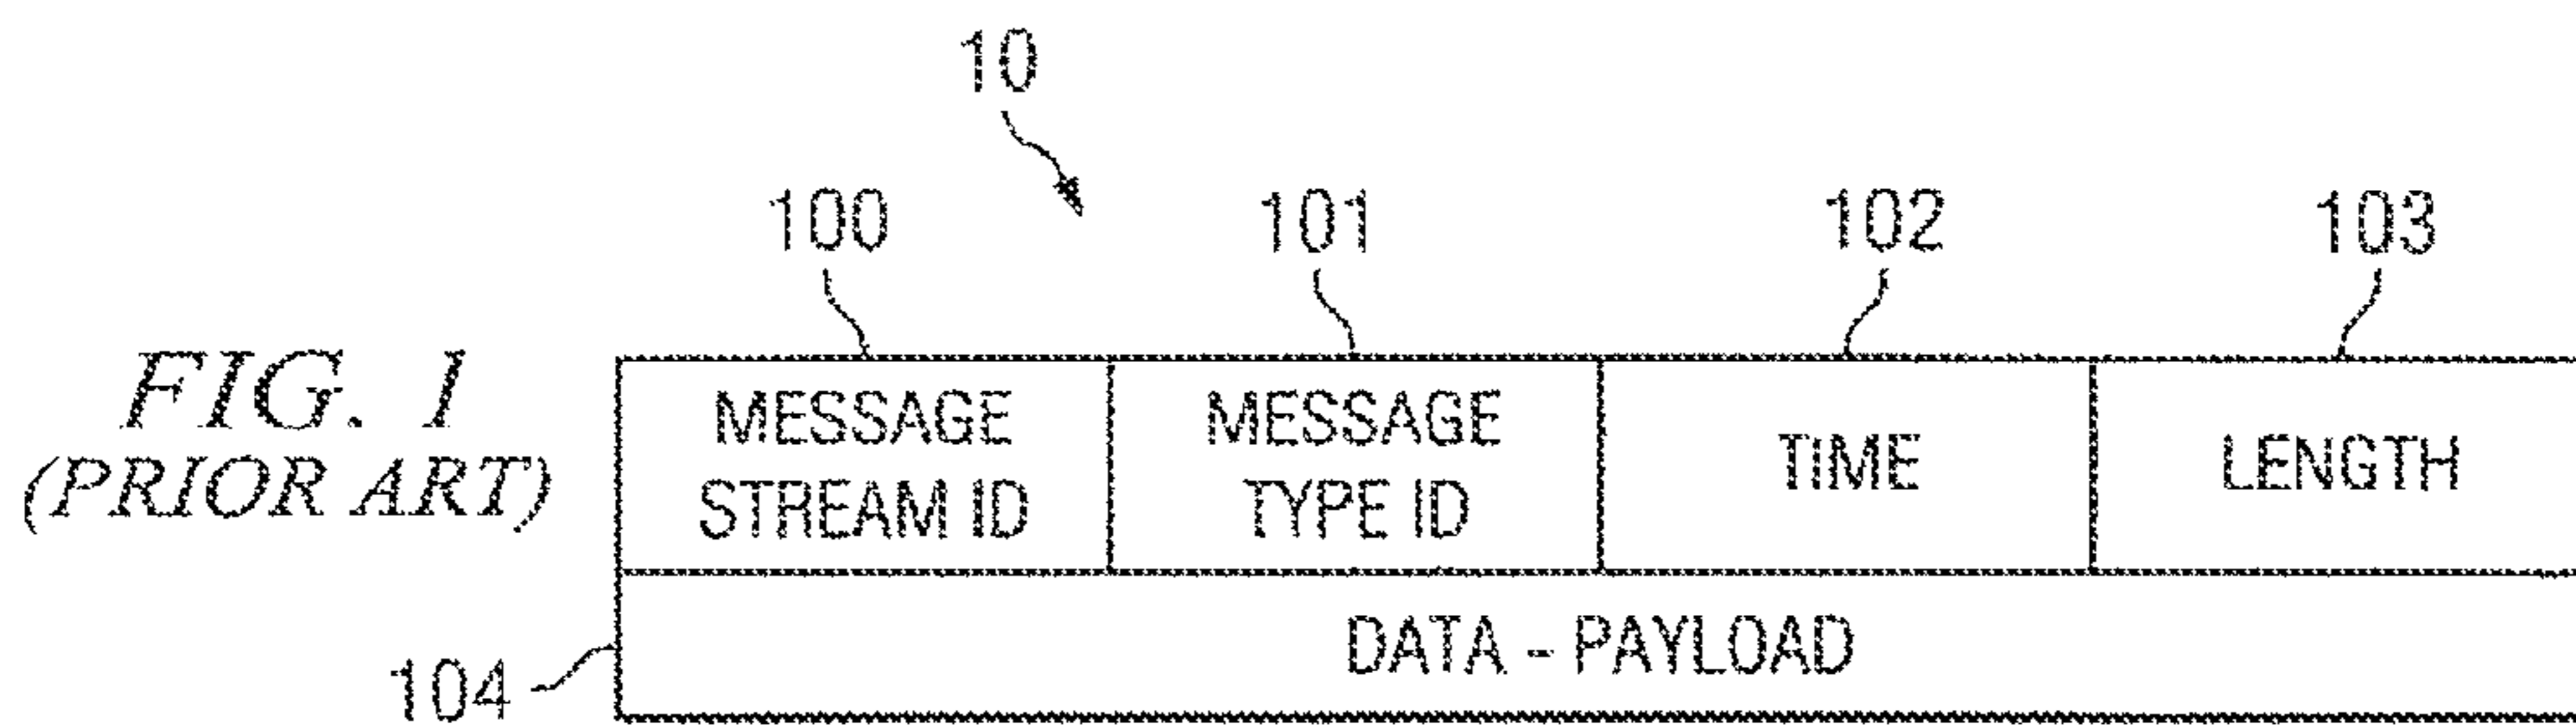 10
100 101 102 103
FIG. 1
(PRIOR ART)
MESSAGE
STREAM ID
MESSAGE
TYPE ID
TIME
LENGTH
DATA - PAYLOAD
104